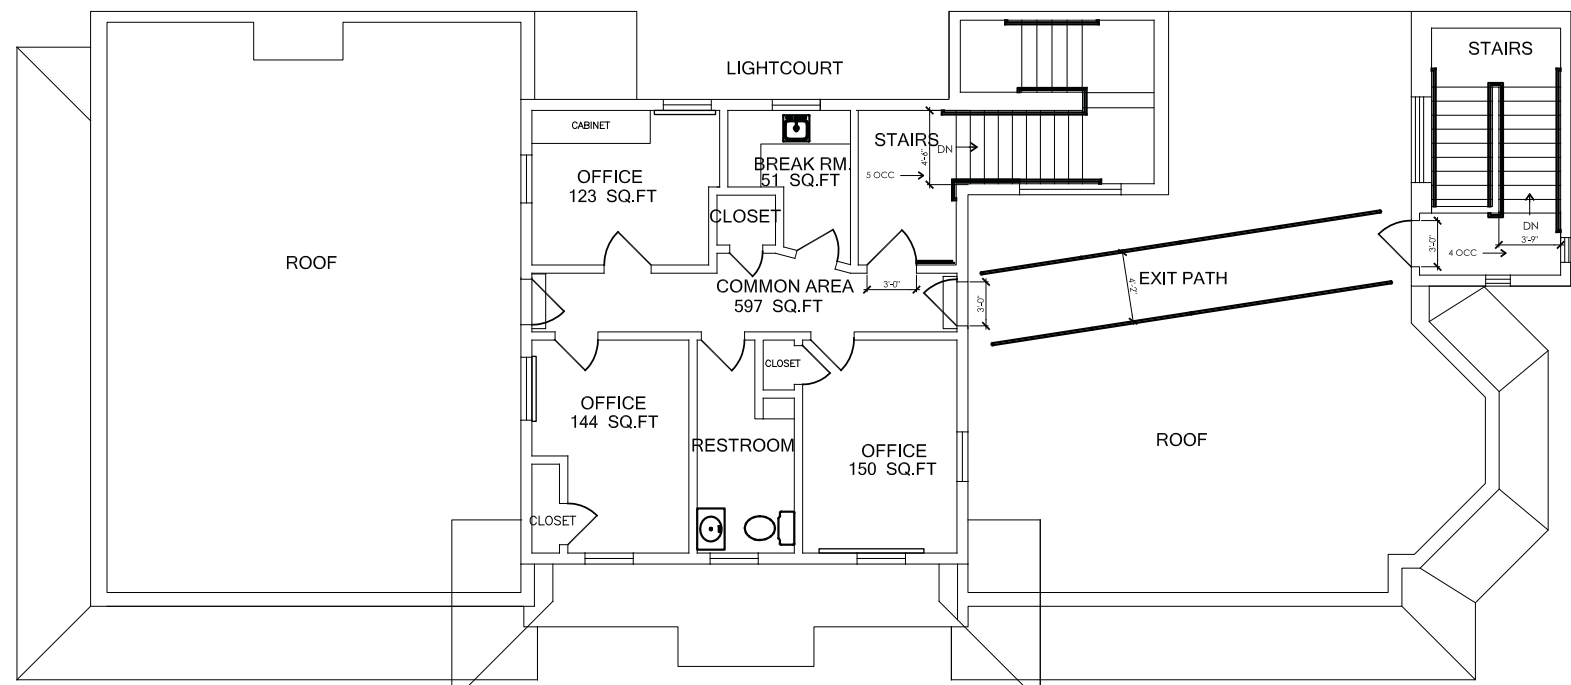 STAIRS
LIGHTCOURT
CABINET
STAIRS
4'-6"
DN
BREAK RM.
51 SQ.FT
OFFICE
123 SQ.FT
5 OCC
CLOSET
DN
3'-9"
3'-0"
4 OCC
ROOF
COMMON AREA
597 SQ.FT
3'-0"
3'-0"
EXIT PATH
4'-2"
CLOSET
OFFICE
144 SQ.FT
RESTROOM
OFFICE
150 SQ.FT
ROOF
CLOSET